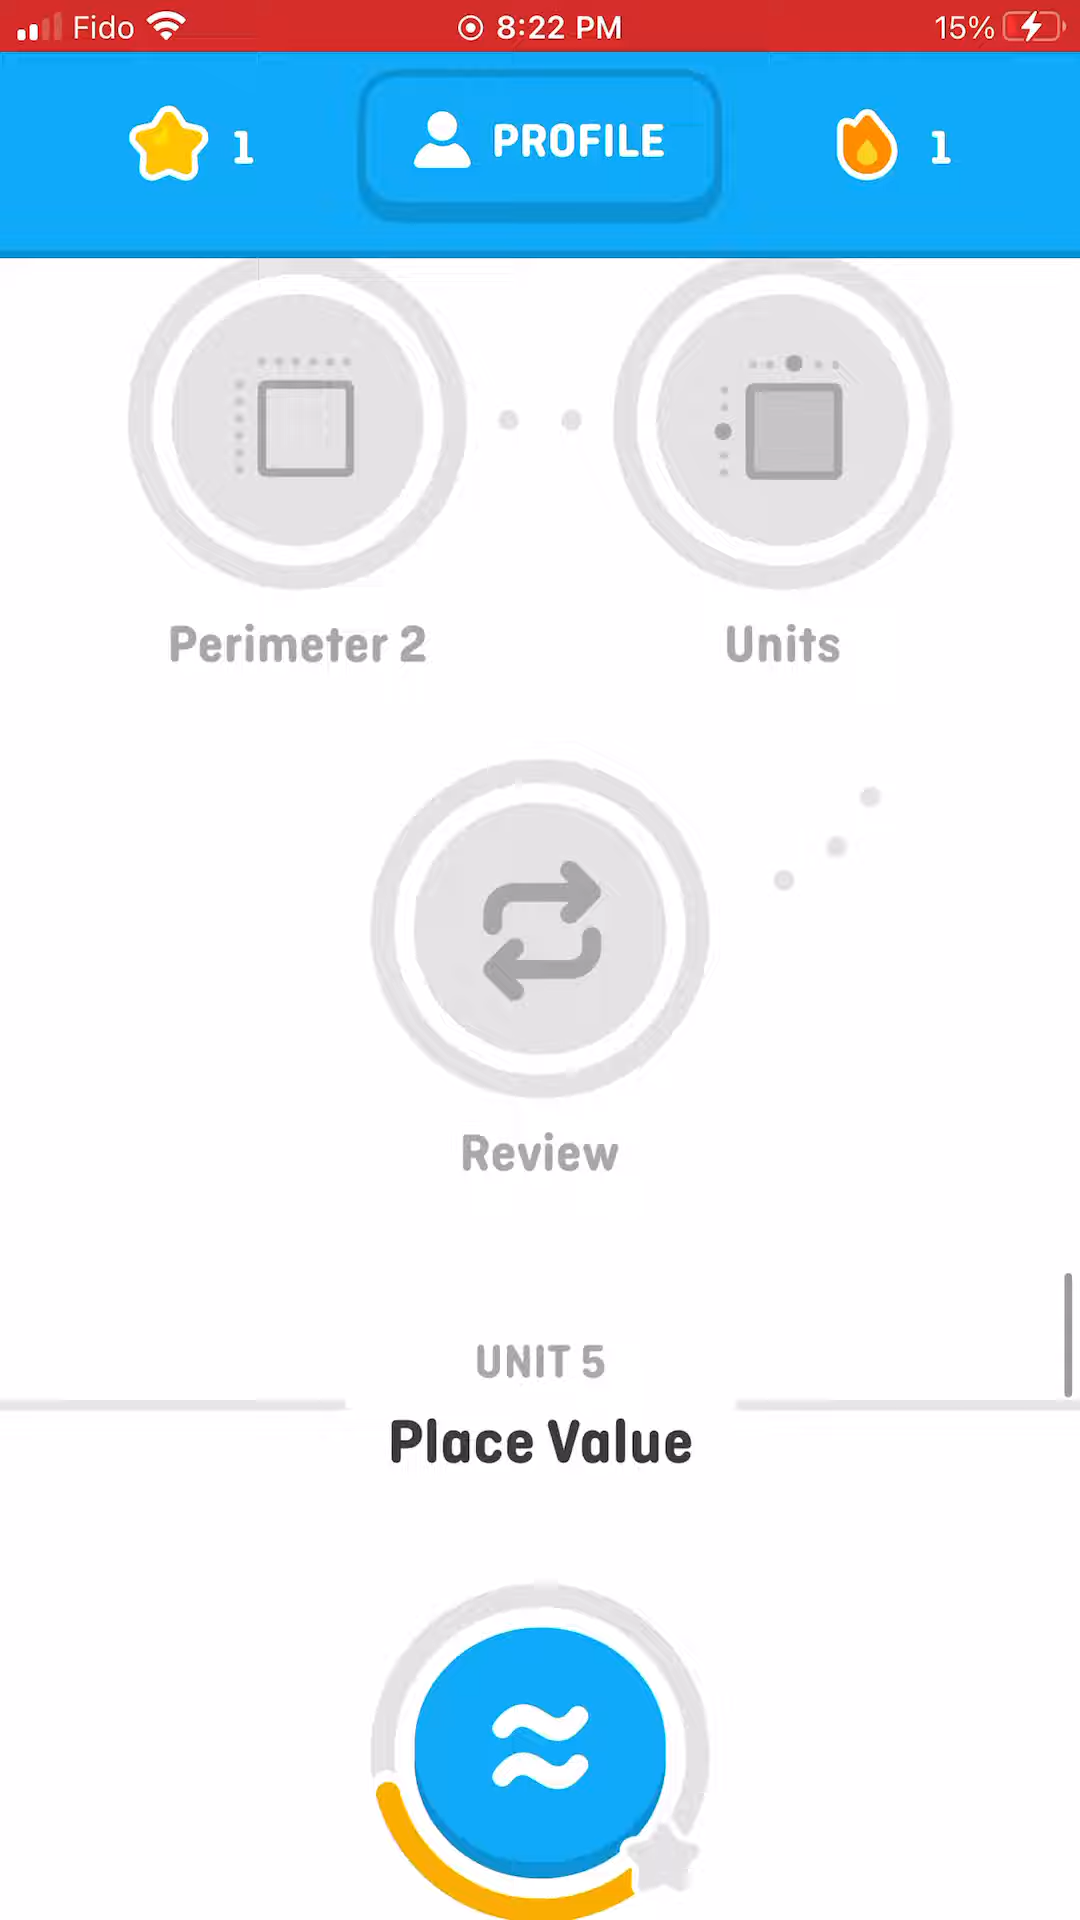 Fido 8:22 PM 15%
1 PROFILE 1
Perimeter 2 Units
Review
UNIT 5
Place Value